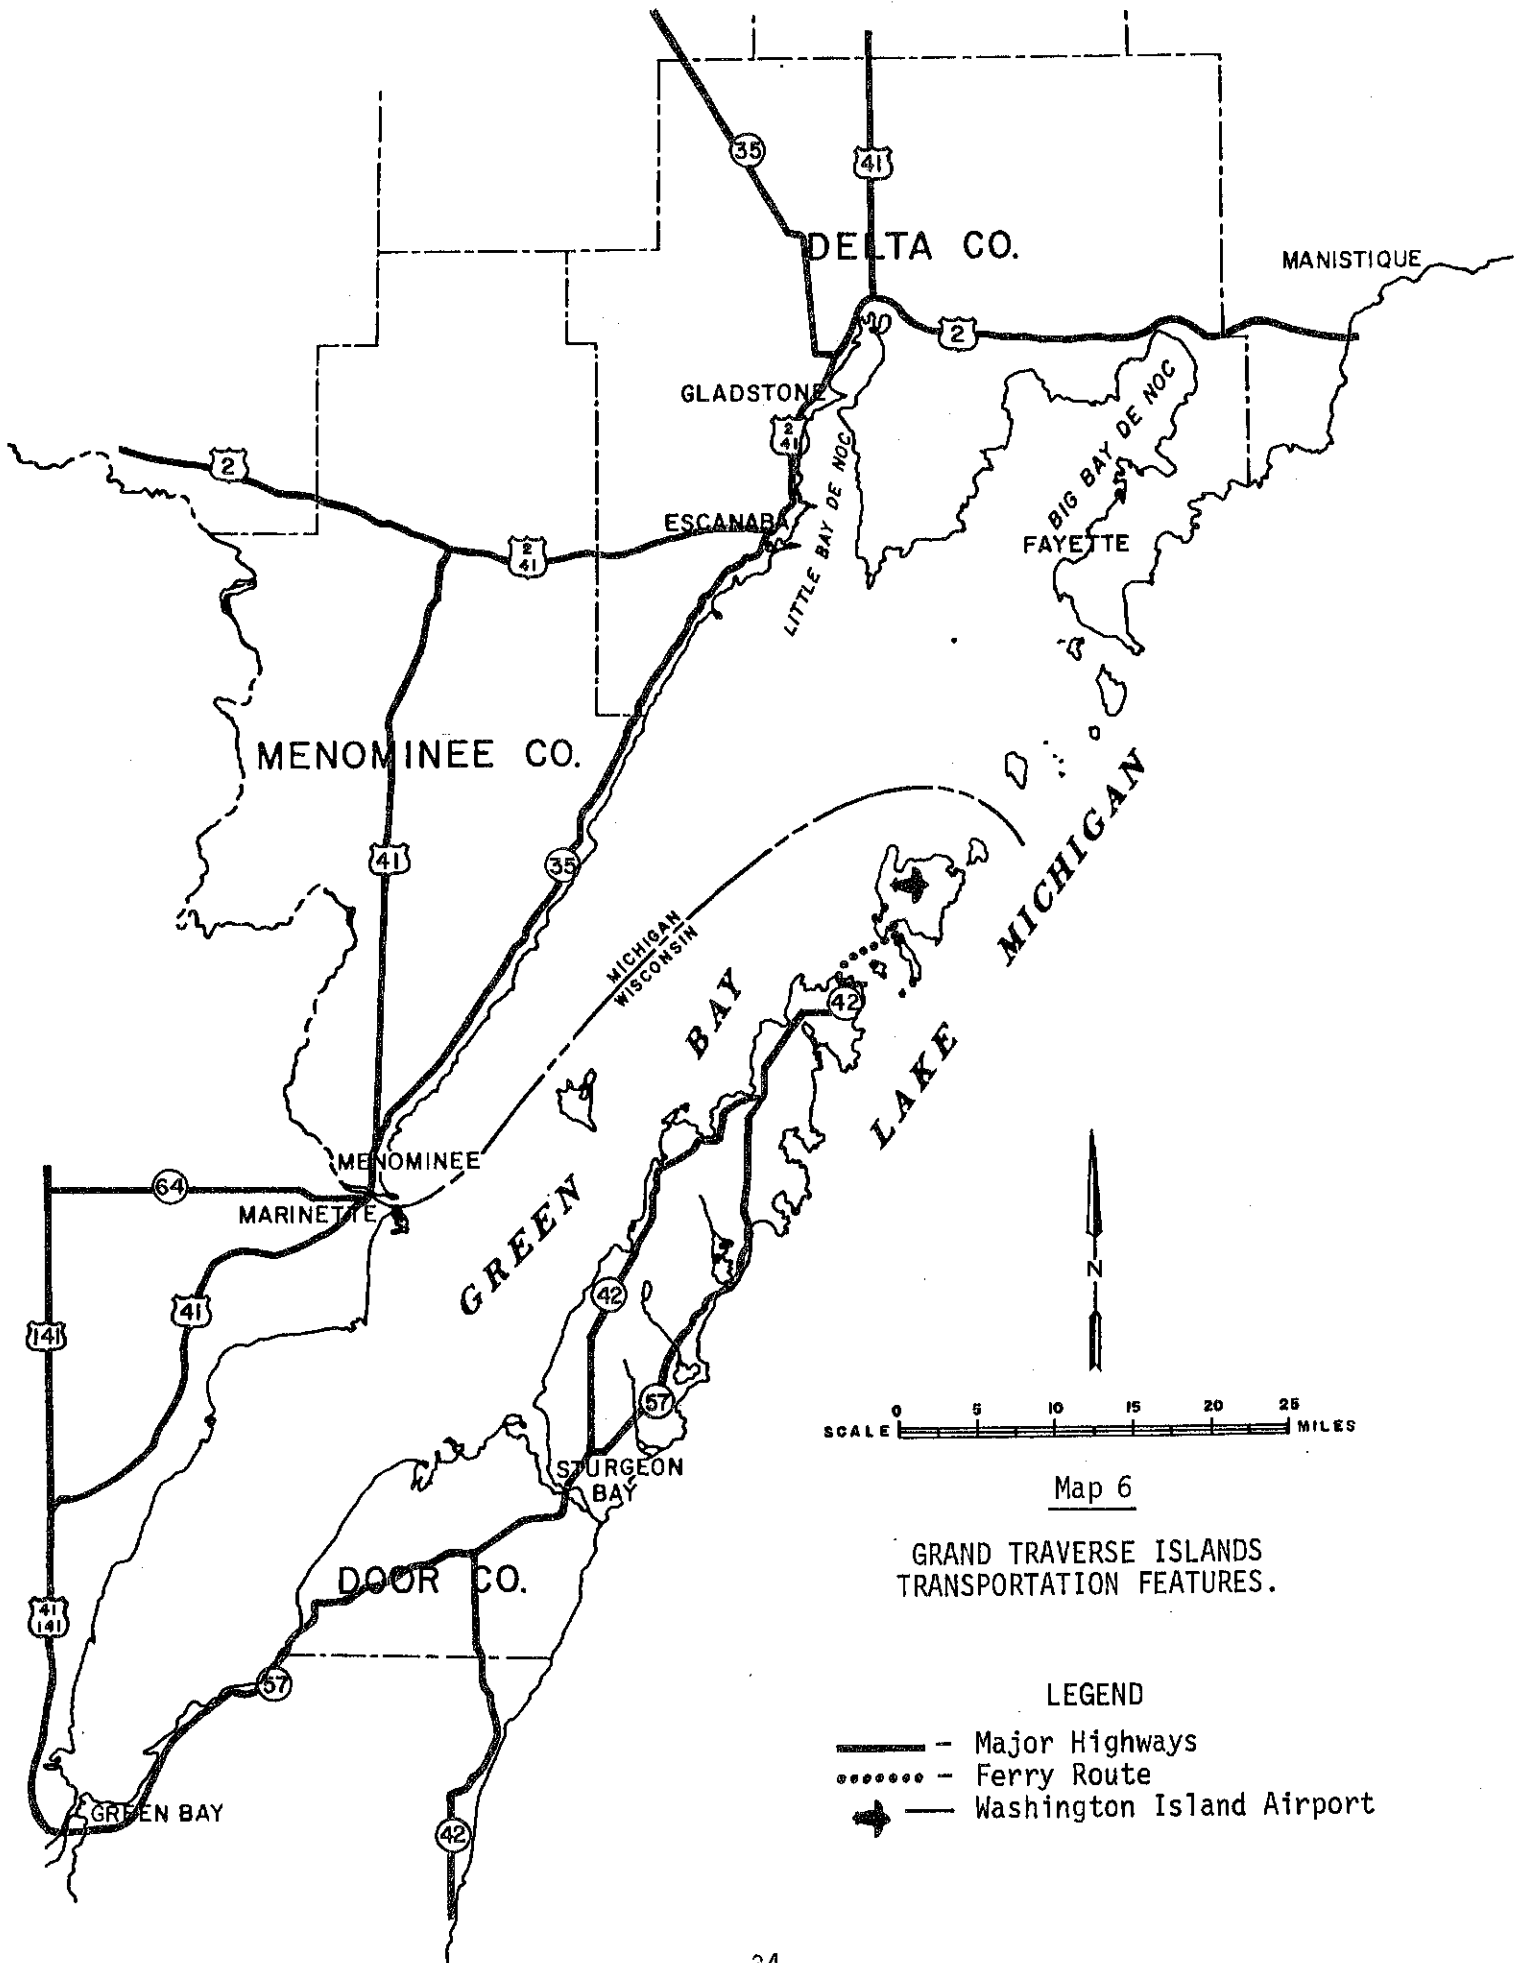 35
41
DELTA CO.
MANISTIQUE
2
GLADSTONE
2
41
BIG BAY DE NOC
LITTLE BAY DE NOC
2
ESCANABA
FAYETTE
2
41
MENOMINEE CO.
41
35
MICHIGAN
WISCONSIN
LAKE MICHIGAN
GREEN BAY
42
MENOMINEE
64
MARINETTE
41
141
42
57
N
0 5 10 15 20 25
SCALE MILES
STURGEON
BAY
Map 6
GRAND TRAVERSE ISLANDS
TRANSPORTATION FEATURES.
DOOR CO.
41
141
57
LEGEND
- Major Highways
- Ferry Route
— Washington Island Airport
GREEN BAY
42